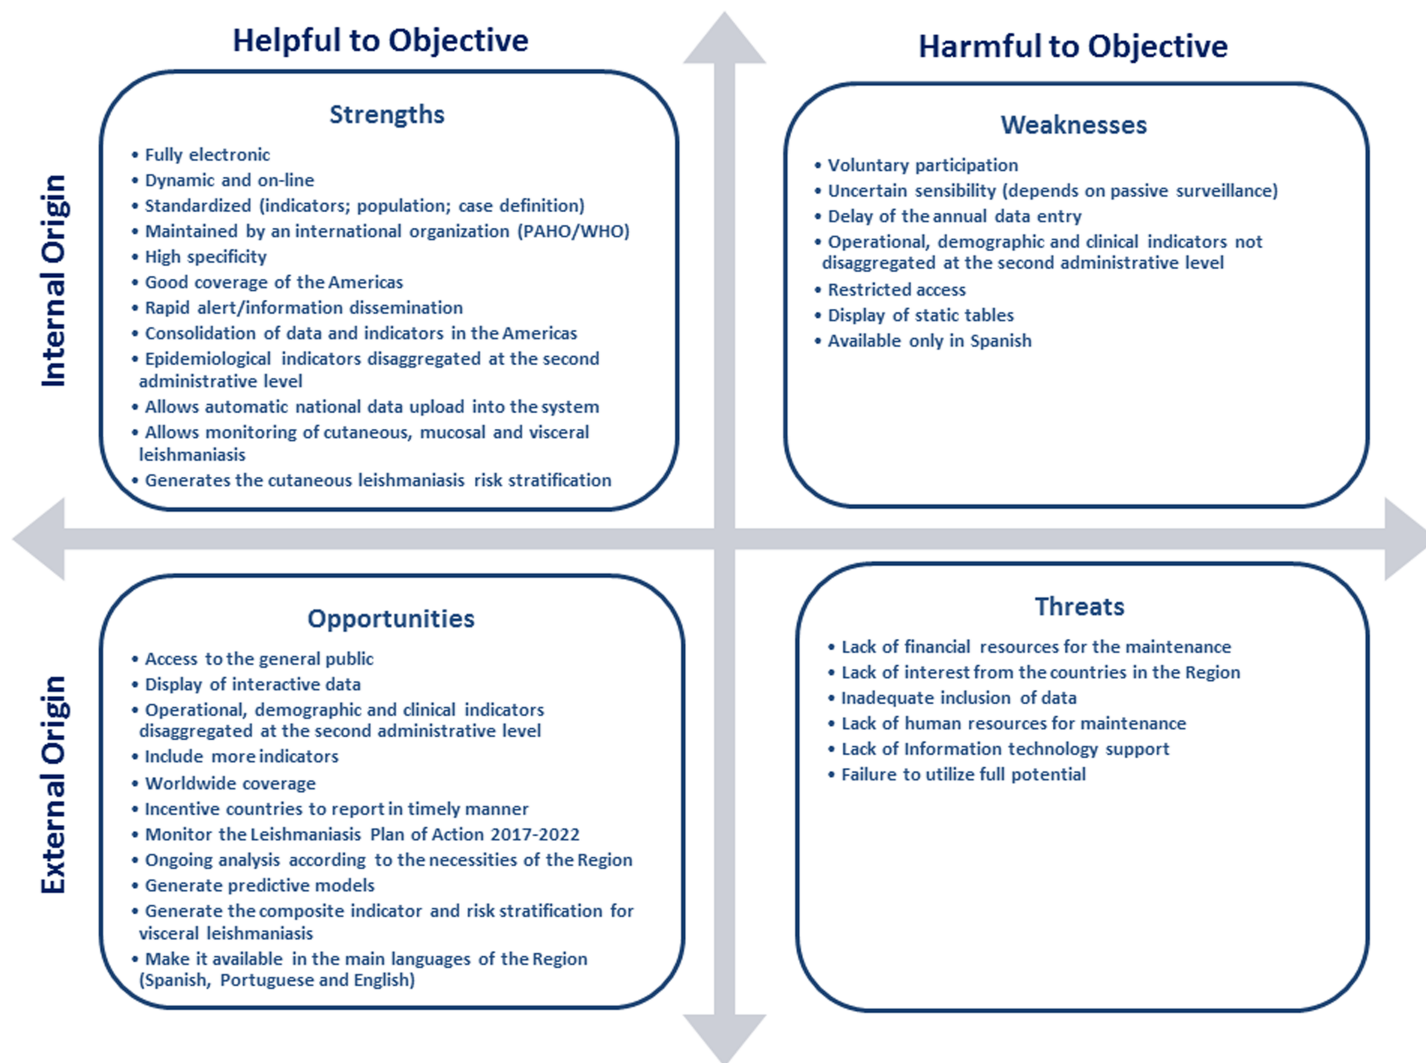 Helpful to Objective
Harmful to Objective
Internal Origin
Strengths
• Fully electronic
• Dynamic and on-line
• Standardized (indicators; population; case definition)
• Maintained by an international organization (PAHO/WHO)
• High specificity
• Good coverage of the Americas
• Rapid alert/information dissemination
• Consolidation of data and indicators in the Americas
• Epidemiological indicators disaggregated at the second
administrative level
• Allows automatic national data upload into the system
• Allows monitoring of cutaneous, mucosal and visceral
leishmaniasis
• Generates the cutaneous leishmaniasis risk stratification
Weaknesses
• Voluntary participation
• Uncertain sensibility (depends on passive surveillance)
• Delay of the annual data entry
• Operational, demographic and clinical indicators not
disaggregated at the second administrative level
• Restricted access
• Display of static tables
• Available only in Spanish
External Origin
Opportunities
• Access to the general public
• Display of interactive data
• Operational, demographic and clinical indicators
disaggregated at the second administrative level
• Include more indicators
• Worldwide coverage
• Incentive countries to report in timely manner
• Monitor the Leishmaniasis Plan of Action 2017-2022
• Ongoing analysis according to the necessities of the Region
• Generate predictive models
• Generate the composite indicator and risk stratification for
visceral leishmaniasis
• Make it available in the main languages of the Region
(Spanish, Portuguese and English)
Threats
• Lack of financial resources for the maintenance
• Lack of interest from the countries in the Region
• Inadequate inclusion of data
• Lack of human resources for maintenance
• Lack of Information technology support
• Failure to utilize full potential